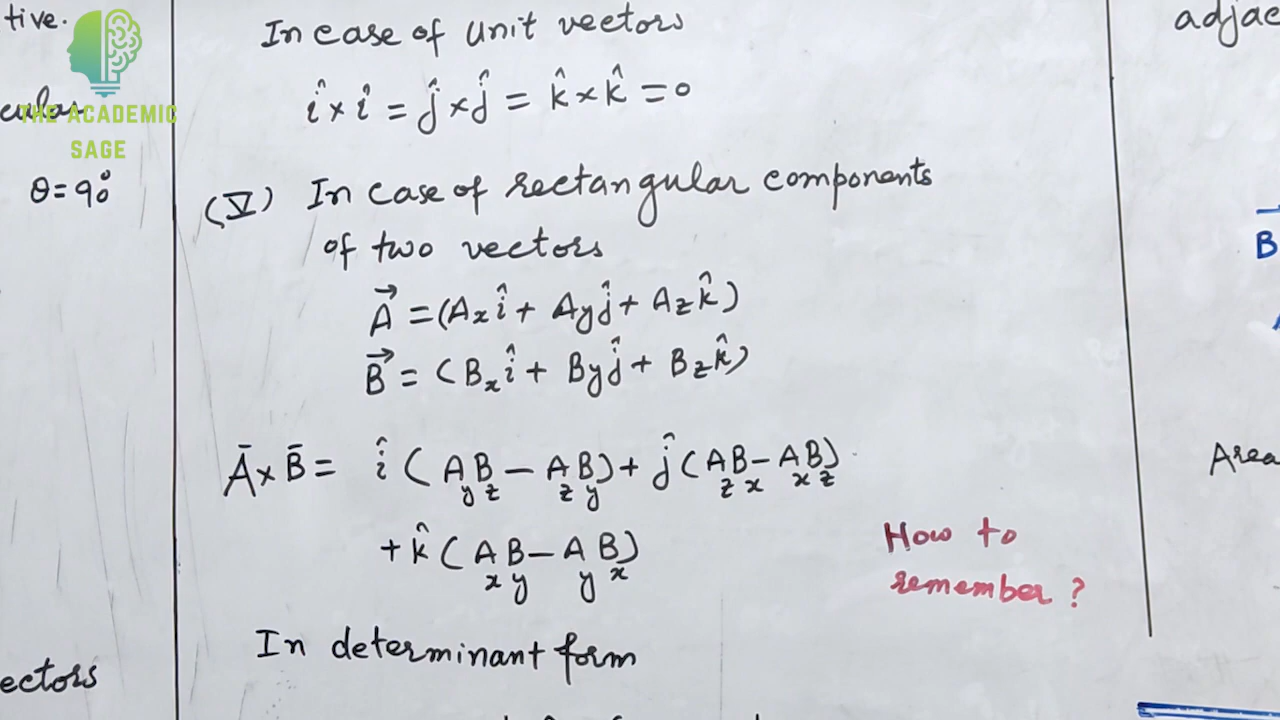 tive.
cular
THE ACADEMIC
SAGE
θ = 90°
ectors
In case of unit vectors
î × î = ĵ × ĵ = k̂ × k̂ = 0
(V) In case of rectangular components
of two vectors
A⃗ = (Axî + Ayĵ + Azk̂)
B⃗ = (Bxî + Byĵ + Bzk̂)
Ā × B̄ = î (AyBz − AzBy) + ĵ (AzBx − AxBz)
+ k̂ (AxBy − AyBx)
How to
remember ?
In determinant form
adjac
B
Area